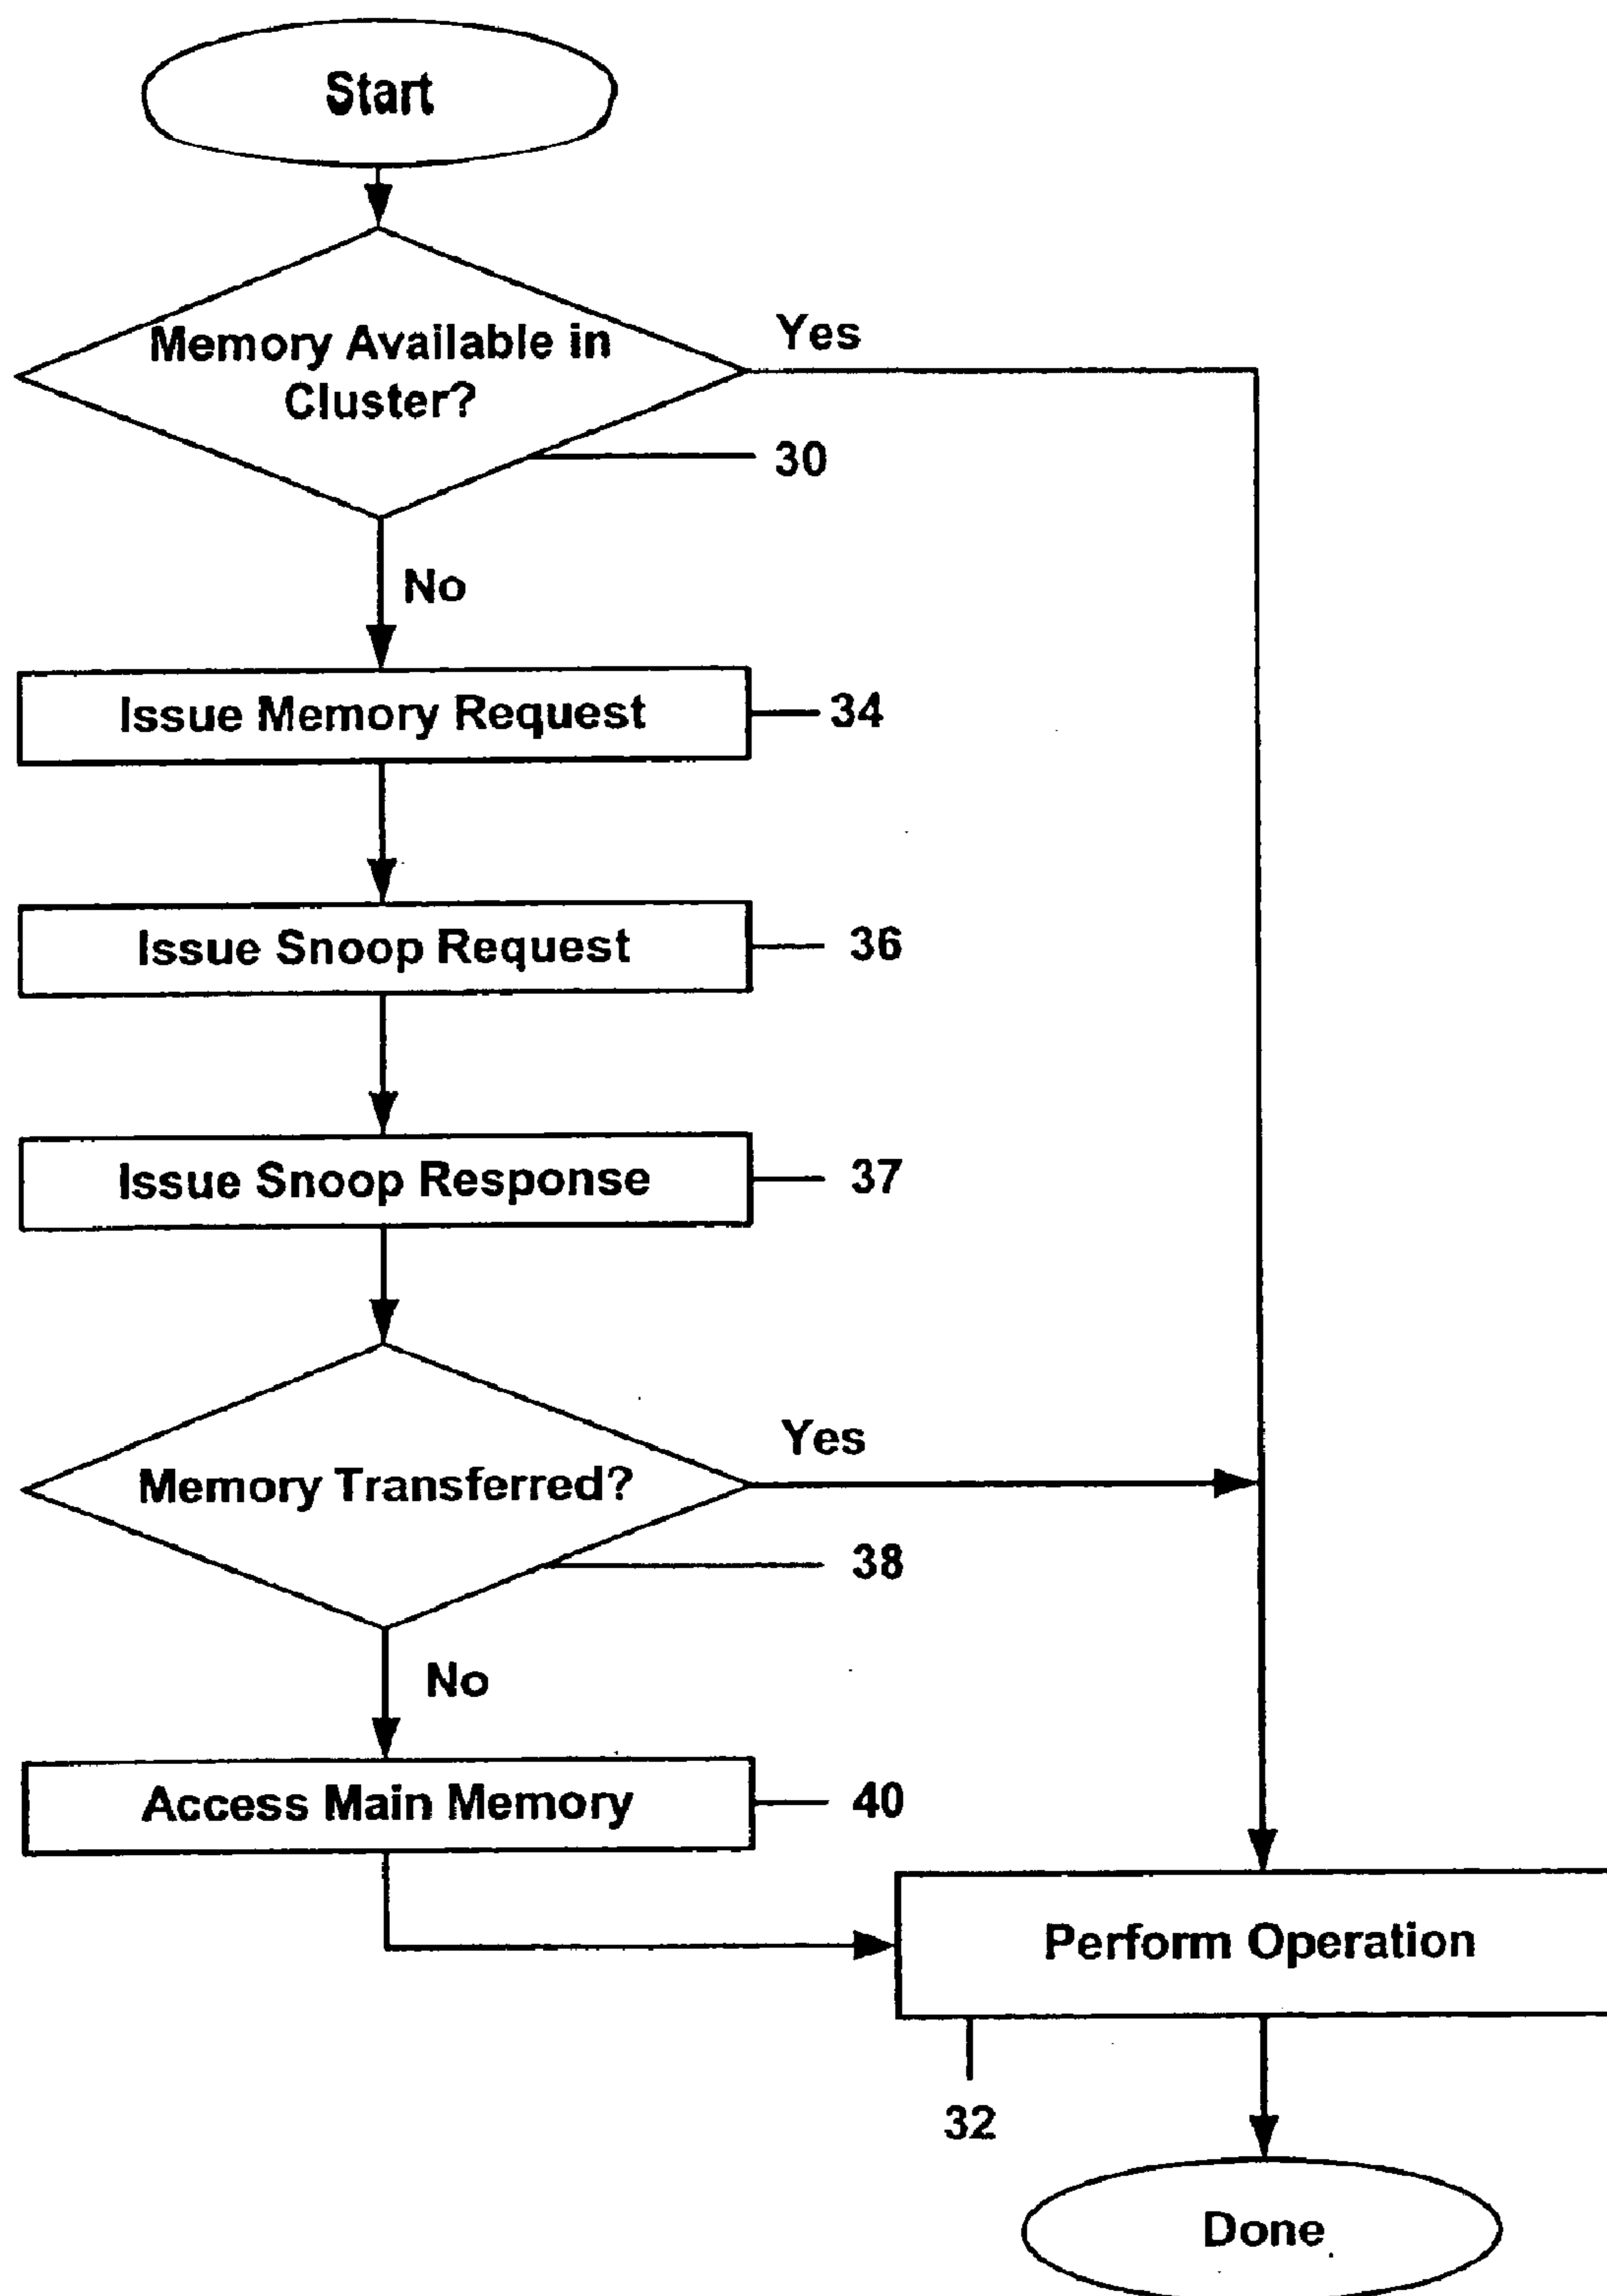 Start
Memory Available in
Cluster?
Yes
30
No
Issue Memory Request
34
Issue Snoop Request
36
Issue Snoop Response
37
Memory Transferred?
Yes
38
No
Access Main Memory
40
Perform Operation
32
Done